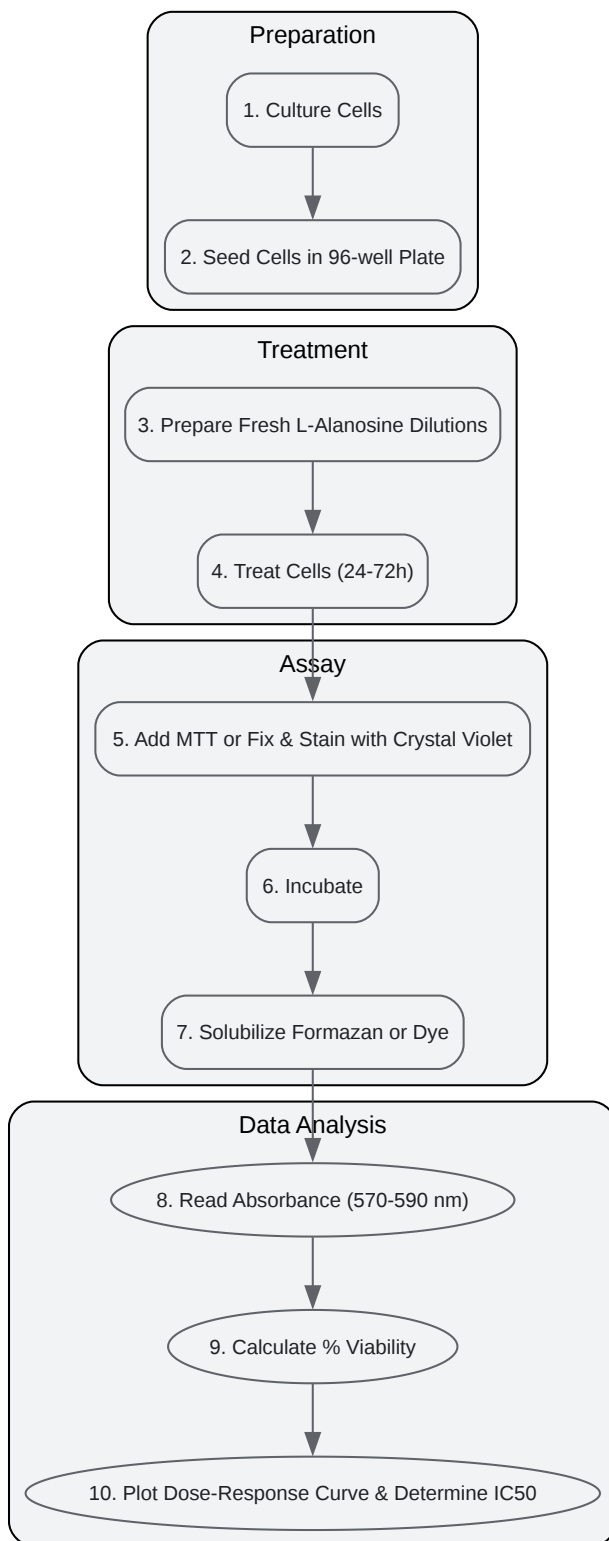 Preparation
1. Culture Cells
2. Seed Cells in 96-well Plate
Treatment
3. Prepare Fresh L-Alanosine Dilutions
4. Treat Cells (24-72h)
Assay
5. Add MTT or Fix & Stain with Crystal Violet
6. Incubate
7. Solubilize Formazan or Dye
Data Analysis
8. Read Absorbance (570-590 nm)
9. Calculate % Viability
10. Plot Dose-Response Curve & Determine IC50